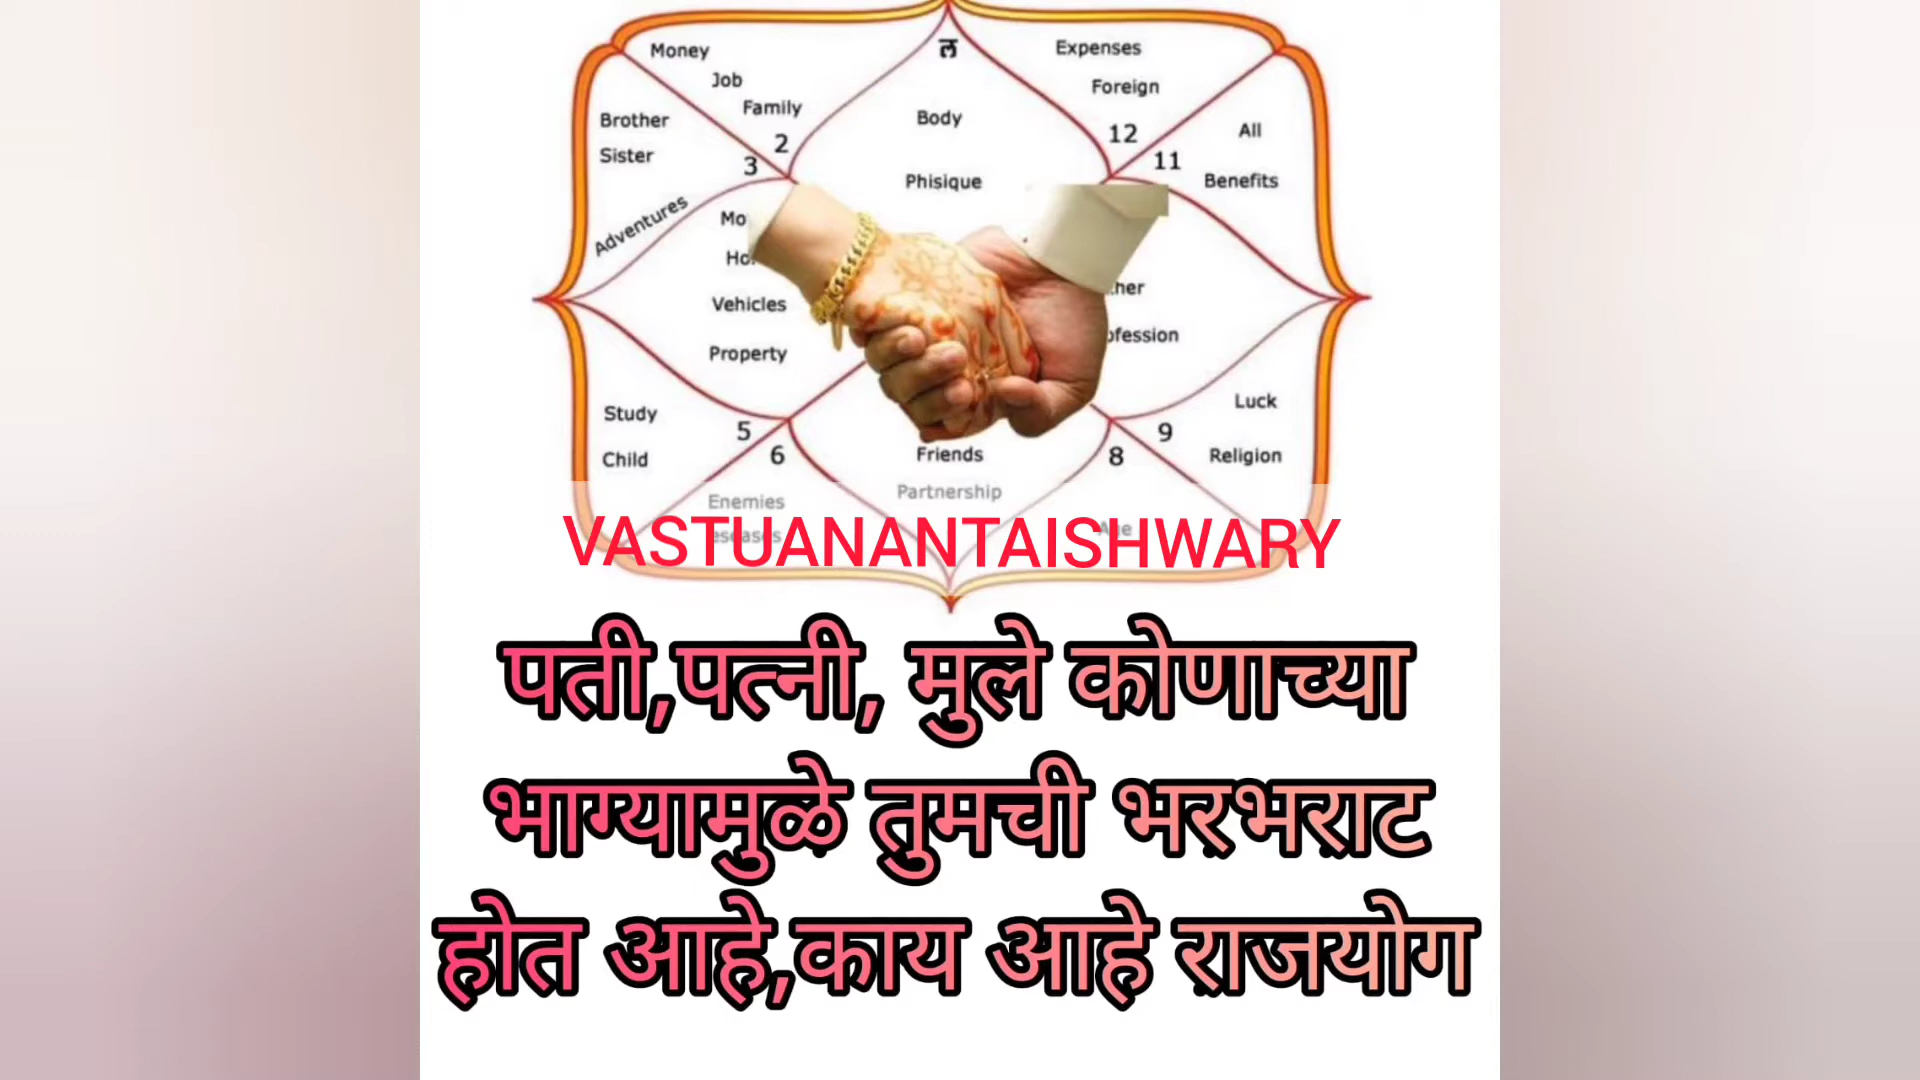 ल
Money
Job
Family
2
Brother
Sister
3
Adventures
Body
Phisique
Expenses
Foreign
12
11
All
Benefits
Vehicles
Property
Study
Child
5
6
Friends
Partnership
Enemies
8
9
Luck
Religion
Age
VASTUANANTAISHWARY
पती,पत्नी, मुले कोणाच्या
भाग्यामुळे तुमची भरभराट
होत आहे,काय आहे राजयोग